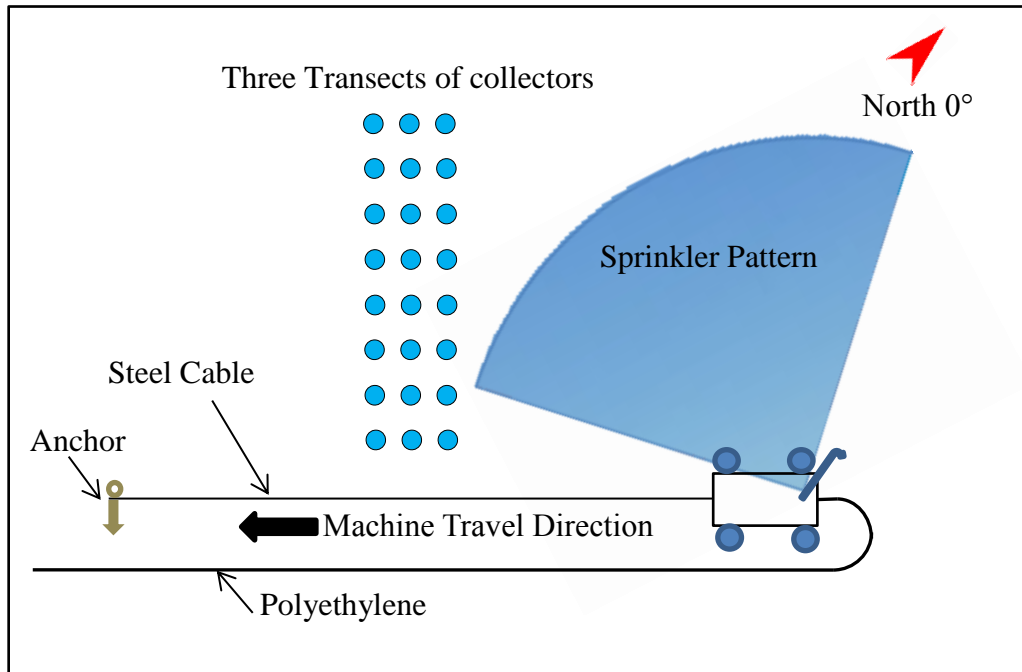 Three Transects of collectors
North 0°
Sprinkler Pattern
Steel Cable
Anchor
Machine Travel Direction
Polyethylene